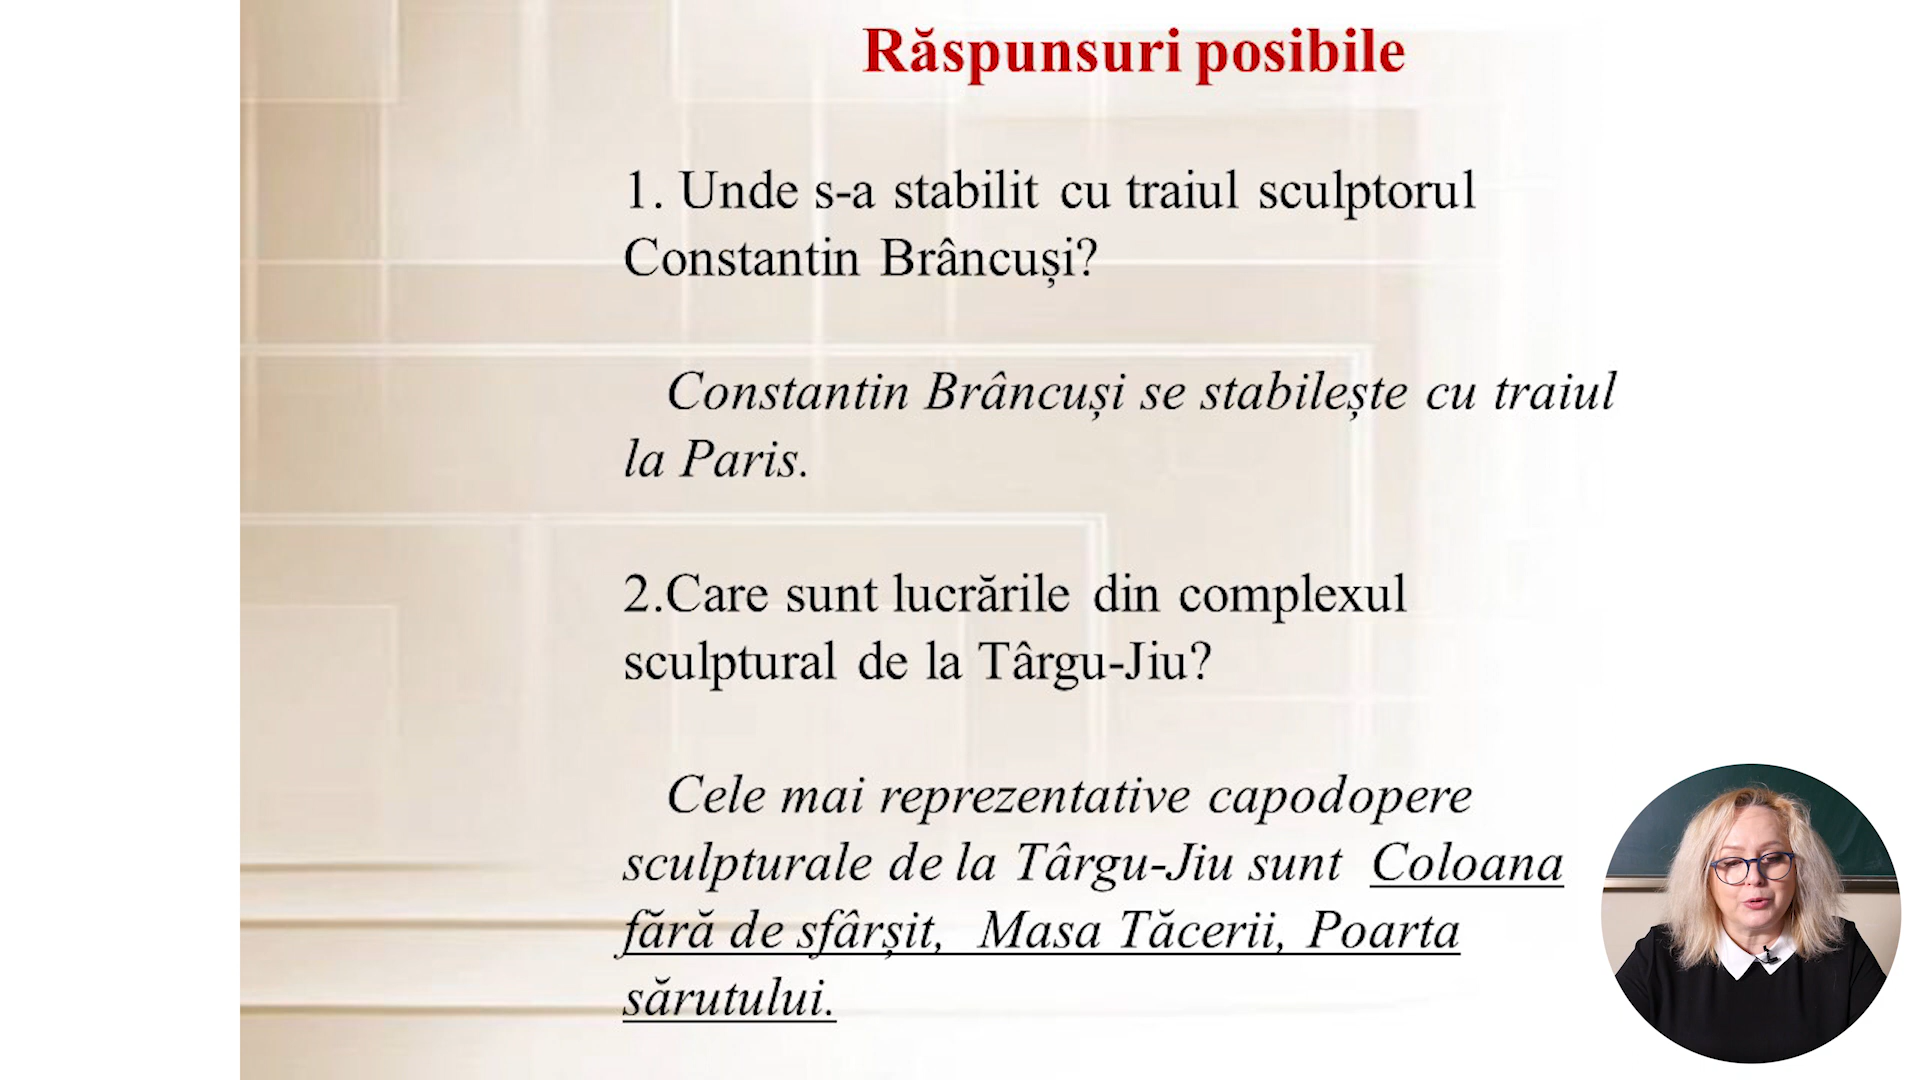 Răspunsuri posibile
1. Unde s-a stabilit cu traiul sculptorul
Constantin Brâncuși?
Constantin Brâncuși se stabilește cu traiul
la Paris.
2.Care sunt lucrările din complexul
sculptural de la Târgu-Jiu?
Cele mai reprezentative capodopere
sculpturale de la Târgu-Jiu sunt Coloana
fără de sfârșit, Masa Tăcerii, Poarta
sărutului.